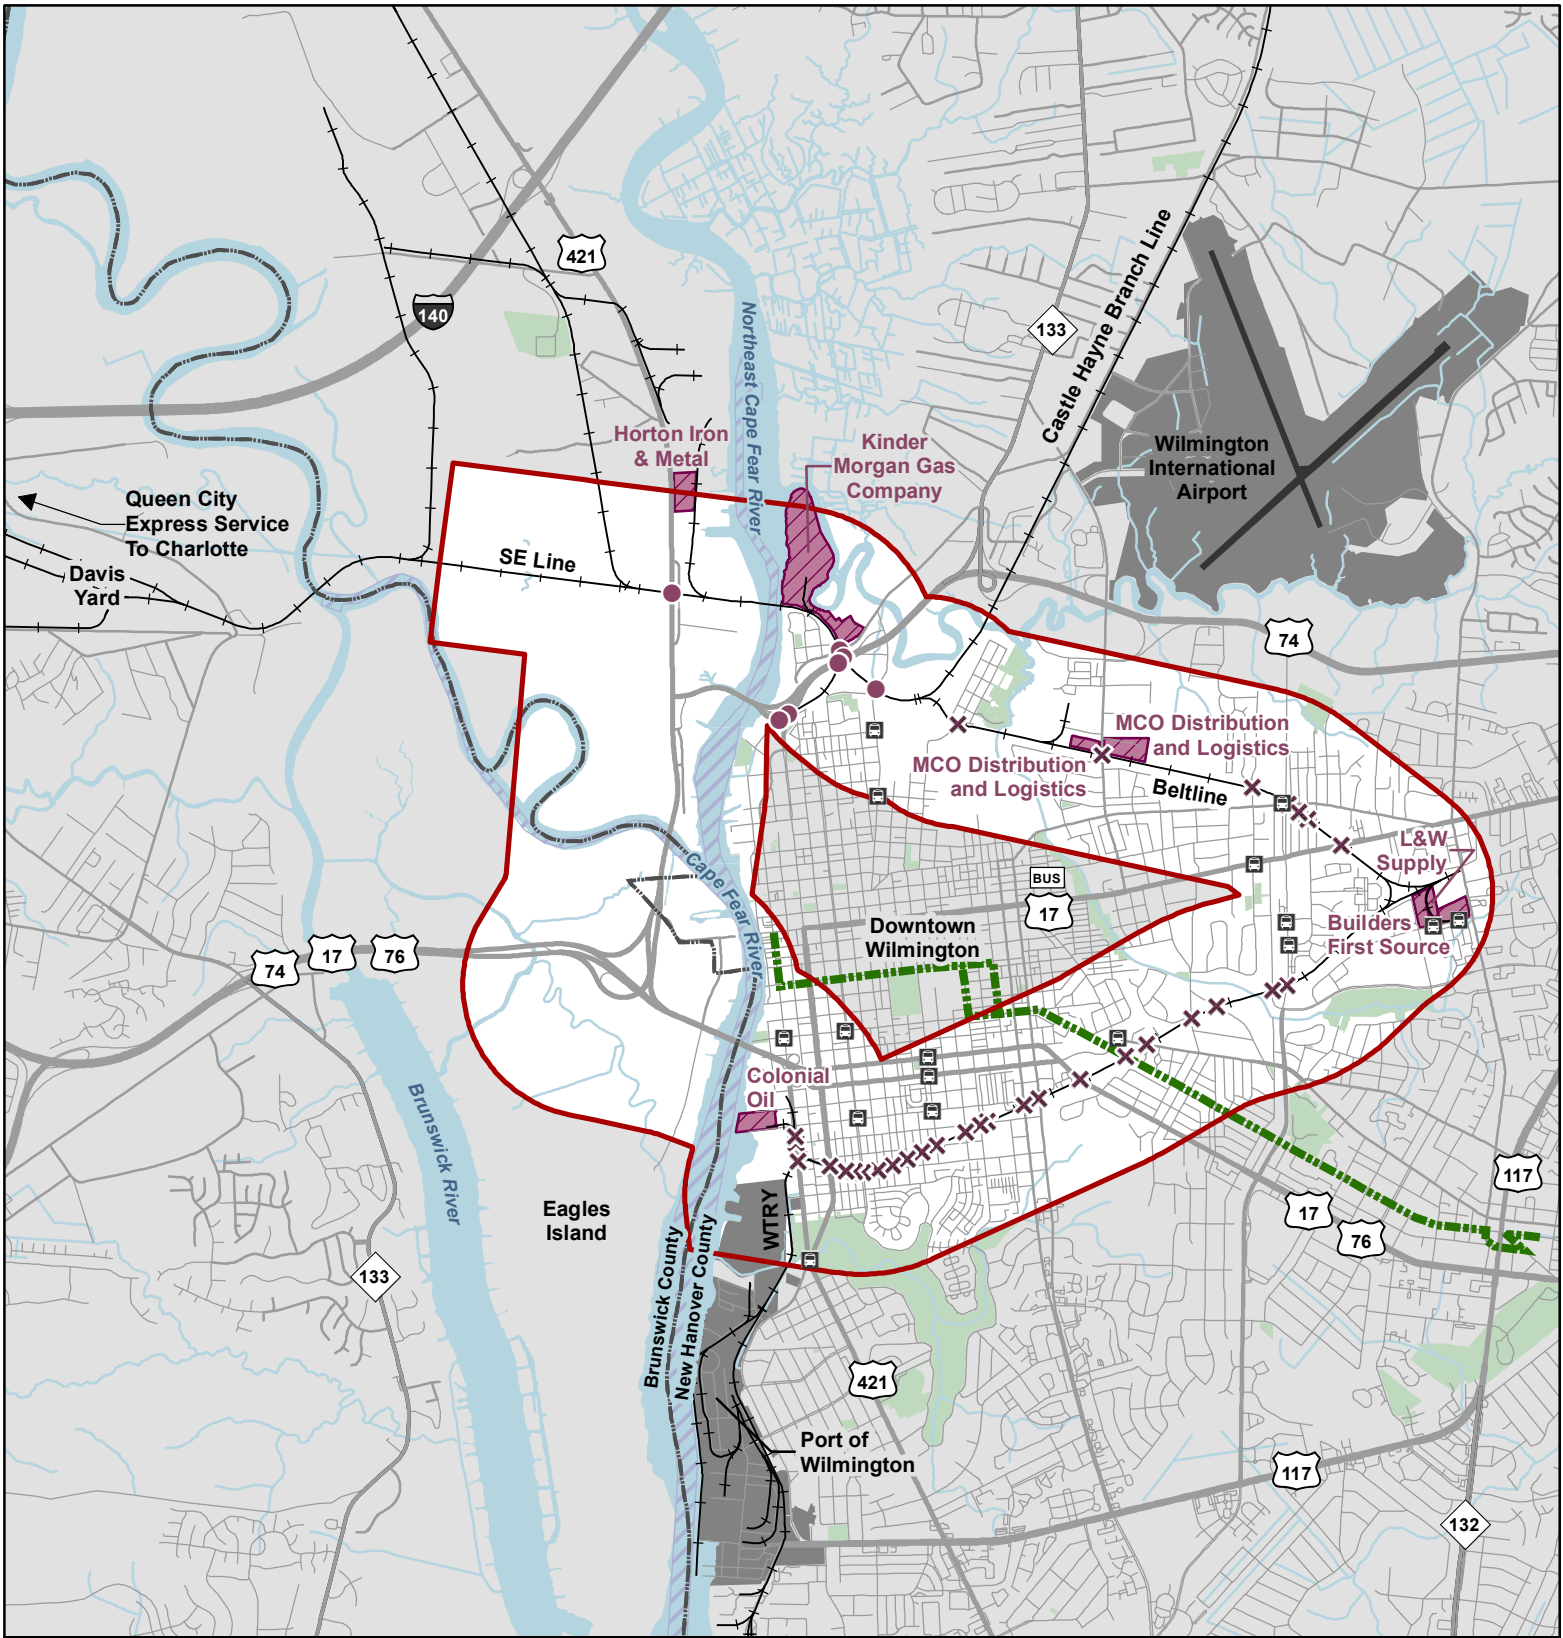 421
140
Northeast Cape Fear River
133
Castle Hayne Branch Line
Horton Iron
& Metal
Kinder
Morgan Gas
Company
Wilmington
International
Airport
Queen City
Express Service
To Charlotte
SE Line
Davis
Yard
74
MCO Distribution
and Logistics
MCO Distribution
and Logistics
Beltline
L&W
Supply
Cape Fear River
BUS
17
Downtown
Wilmington
Builders
First Source
74
17
76
Colonial
Oil
Brunswick River
117
Eagles
Island
WTRY
17
76
Brunswick County
New Hanover County
133
421
Port of
Wilmington
117
132